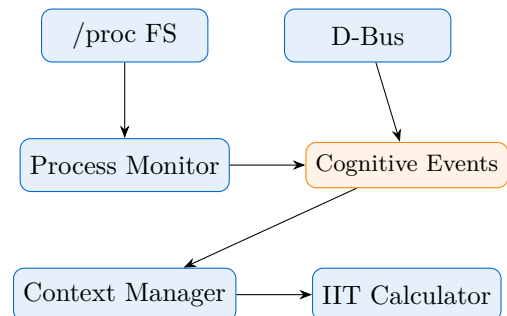 /proc FS
D-Bus
Process Monitor
Cognitive Events
Context Manager
IIT Calculator